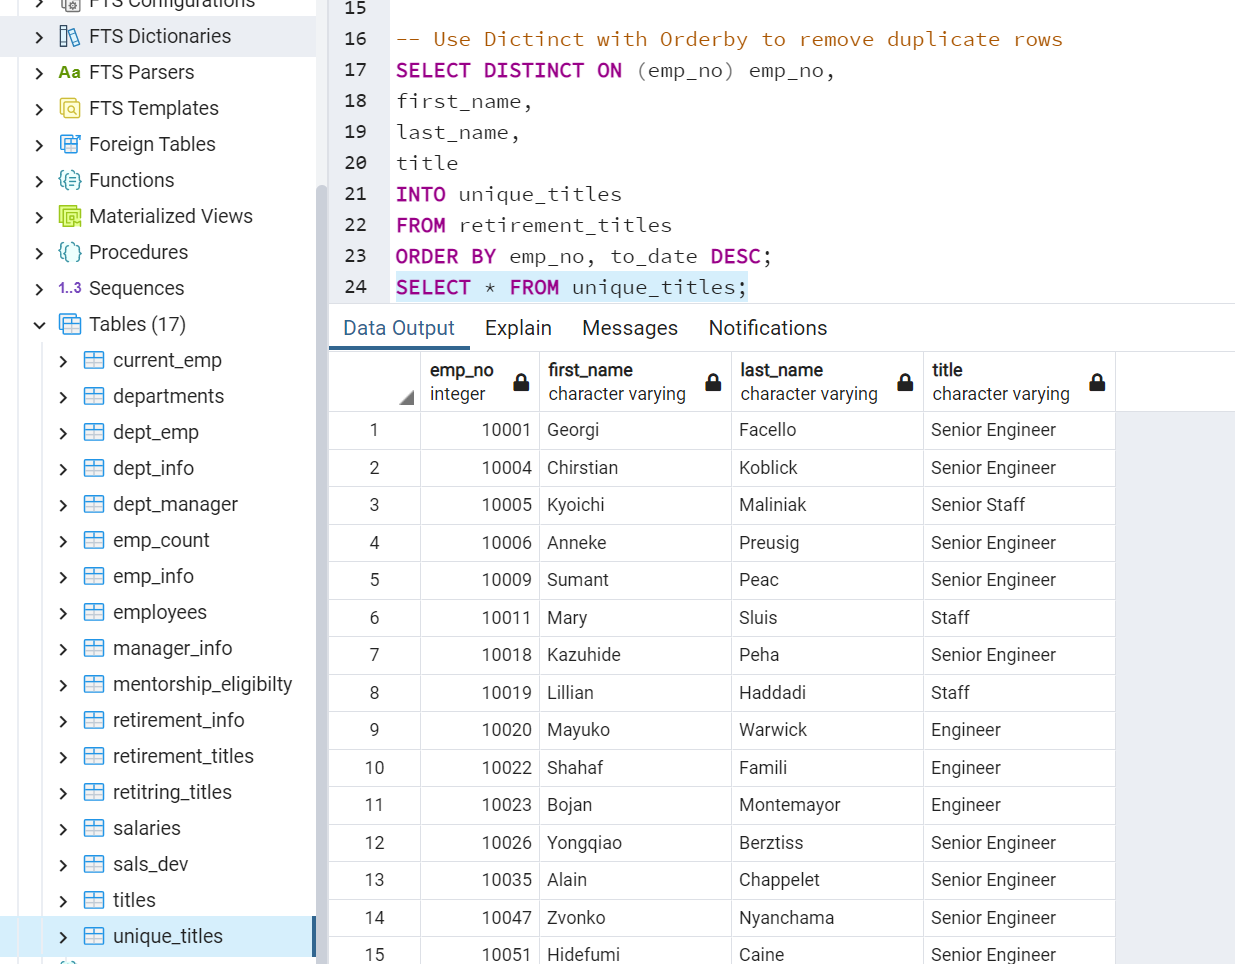 FTS Configurations
FTS Dictionaries
Aa FTS Parsers
FTS Templates
Foreign Tables
Functions
Materialized Views
Procedures
1..3 Sequences
Tables (17)
current_emp
departments
dept_emp
dept_info
dept_manager
emp_count
emp_info
employees
manager_info
mentorship_eligibilty
retirement_info
retirement_titles
retitring_titles
salaries
sals_dev
titles
unique_titles
15
16 -- Use Dictinct with Orderby to remove duplicate rows
17 SELECT DISTINCT ON (emp_no) emp_no,
18 first_name,
19 last_name,
20 title
21 INTO unique_titles
22 FROM retirement_titles
23 ORDER BY emp_no, to_date DESC;
24 SELECT * FROM unique_titles;
Data Output Explain Messages Notifications
emp_no first_name last_name title
integer character varying character varying character varying
1 10001 Georgi Facello Senior Engineer
2 10004 Chirstian Koblick Senior Engineer
3 10005 Kyoichi Maliniak Senior Staff
4 10006 Anneke Preusig Senior Engineer
5 10009 Sumant Peac Senior Engineer
6 10011 Mary Sluis Staff
7 10018 Kazuhide Peha Senior Engineer
8 10019 Lillian Haddadi Staff
9 10020 Mayuko Warwick Engineer
10 10022 Shahaf Famili Engineer
11 10023 Bojan Montemayor Engineer
12 10026 Yongqiao Berztiss Senior Engineer
13 10035 Alain Chappelet Senior Engineer
14 10047 Zvonko Nyanchama Senior Engineer
15 10051 Hidefumi Caine Senior Engineer